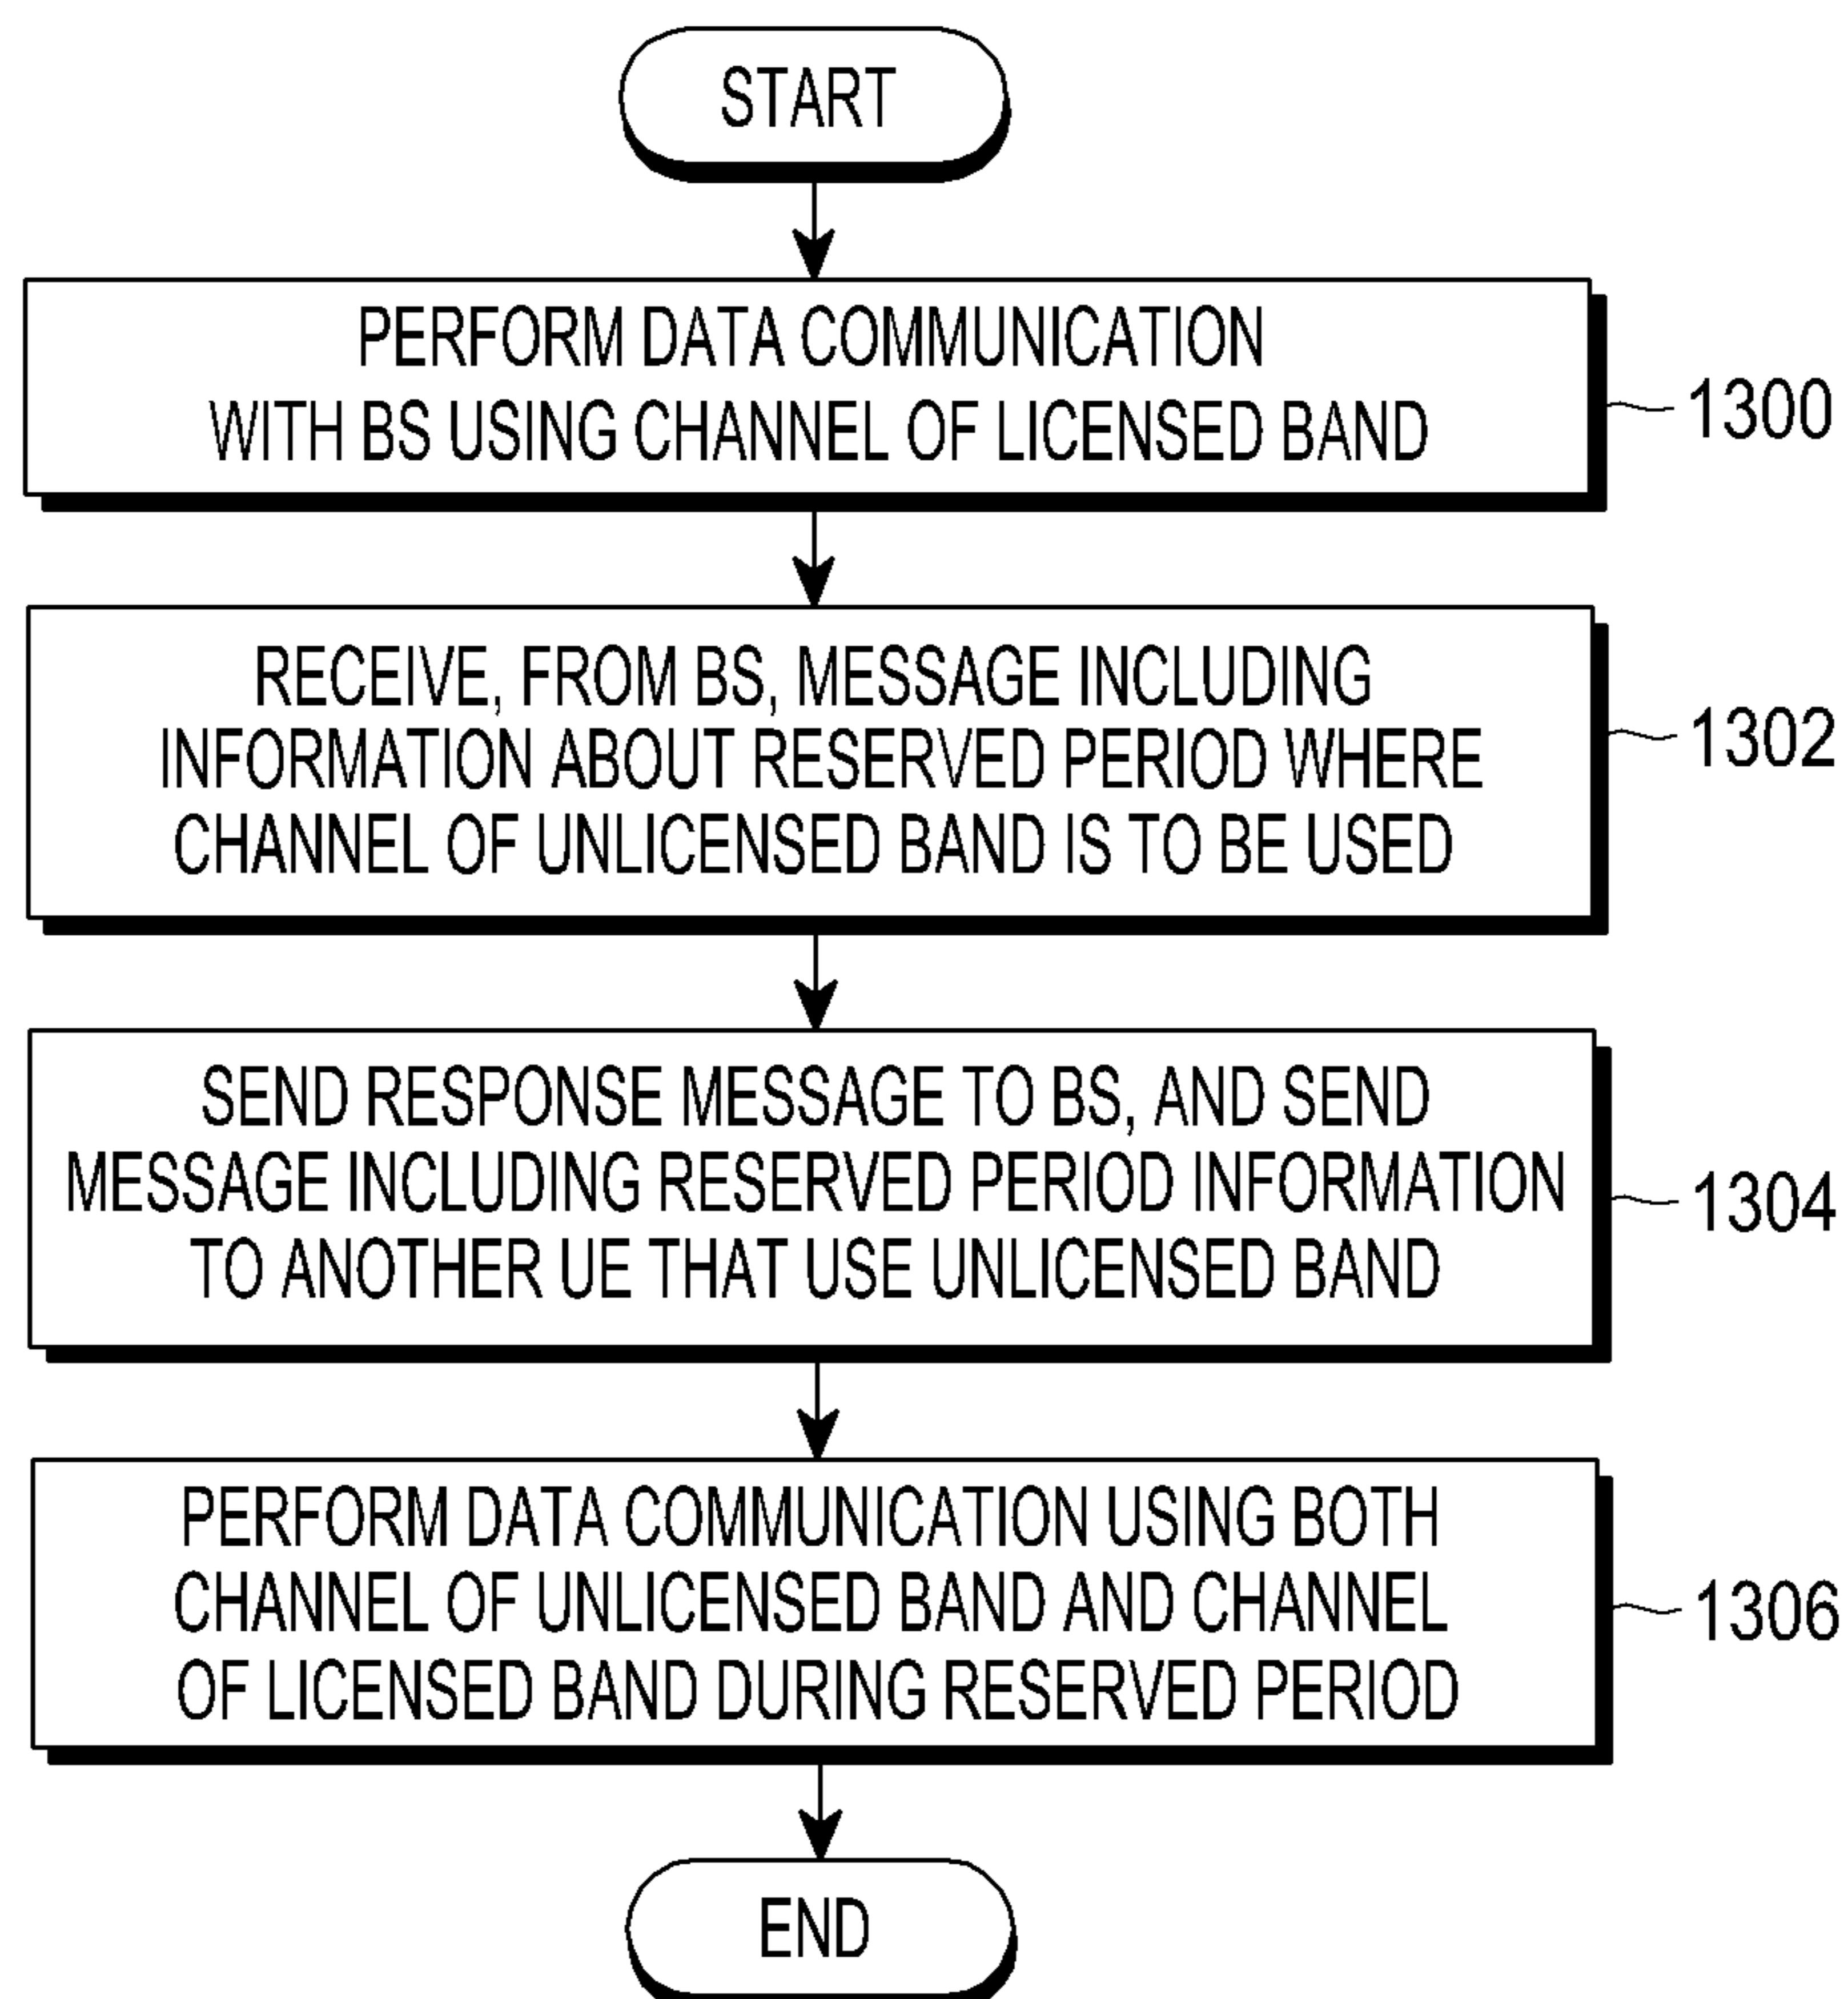 START
PERFORM DATA COMMUNICATION
WITH BS USING CHANNEL OF LICENSED BAND
1300
RECEIVE, FROM BS, MESSAGE INCLUDING
INFORMATION ABOUT RESERVED PERIOD WHERE
CHANNEL OF UNLICENSED BAND IS TO BE USED
1302
SEND RESPONSE MESSAGE TO BS, AND SEND
MESSAGE INCLUDING RESERVED PERIOD INFORMATION
TO ANOTHER UE THAT USE UNLICENSED BAND
1304
PERFORM DATA COMMUNICATION USING BOTH
CHANNEL OF UNLICENSED BAND AND CHANNEL
OF LICENSED BAND DURING RESERVED PERIOD
1306
END